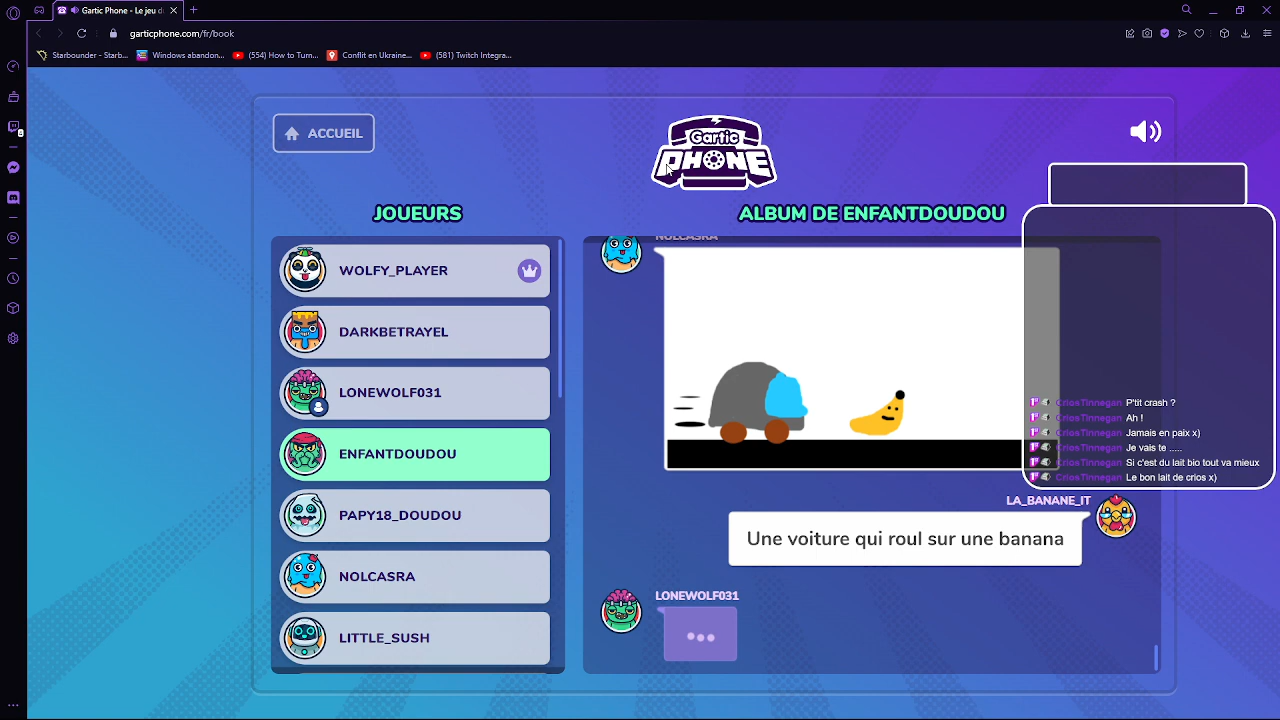 Gartic Phone - Le jeu d
garticphone.com/fr/book
Starbounder - Starb...
Windows abandon...
(554) How to Turn...
Conflit en Ukraine...
(581) Twitch Integra...
ACCUEIL
Gartic
PHONE
JOUEURS
ALBUM DE ENFANTDOUDOU
WOLFY_PLAYER
DARKBETRAYEL
LONEWOLF031
ENFANTDOUDOU
PAPY18_DOUDOU
NOLCASRA
LITTLE_SUSH
NOLCASRA
LA_BANANE_IT
Une voiture qui roul sur une banana
LONEWOLF031
...
CriosTinnegan P'tit crash ?
CriosTinnegan Ah !
CriosTinnegan Jamais en paix x)
CriosTinnegan Je vais te .....
CriosTinnegan Si c'est du lait bio tout va mieux
CriosTinnegan Le bon lait de crios x)